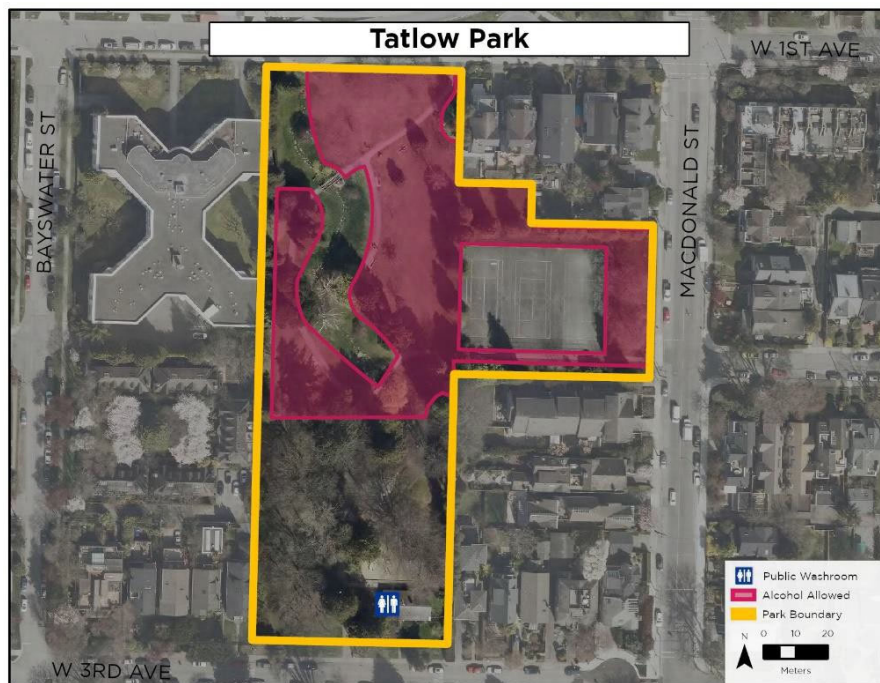 Tatlow Park
W 1ST AVE
BAYSWATER ST
MACDONALD ST
W 3RD AVE
Public Washroom
Alcohol Allowed
Park Boundary
N
0 10 20
Meters